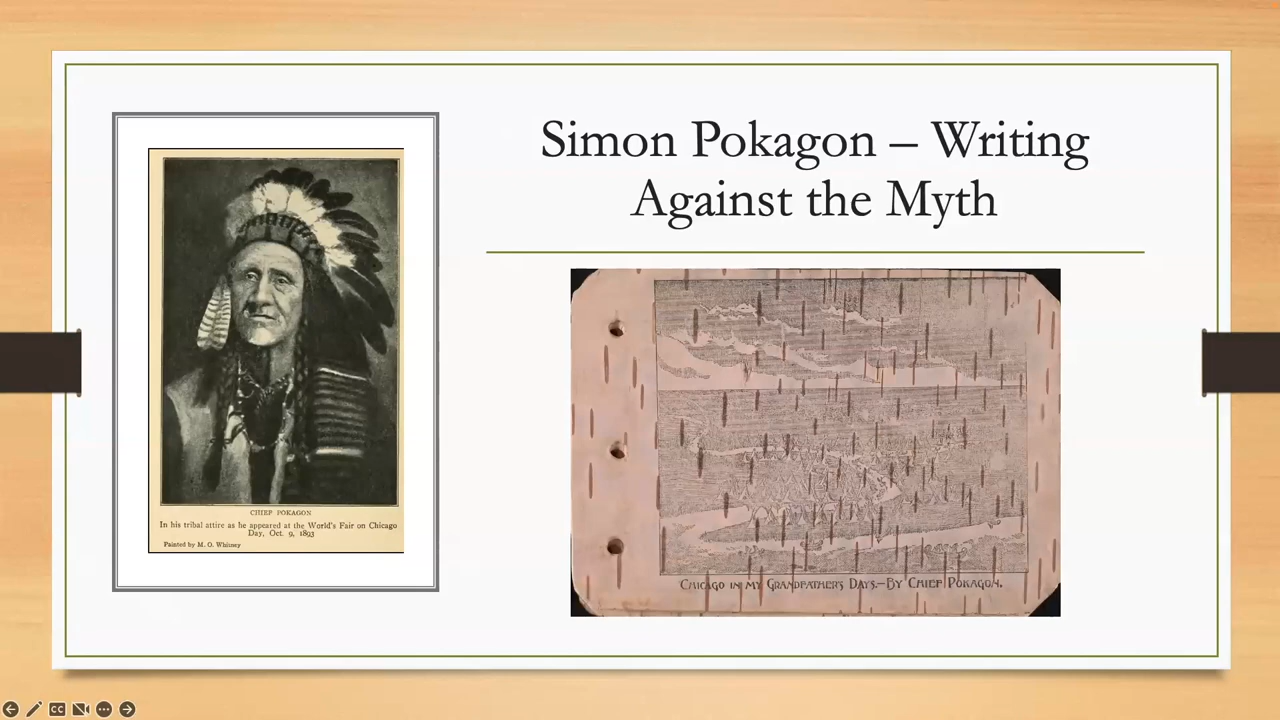 Simon Pokagon – Writing
Against the Myth
CHIEF POKAGON
In his tribal attire as he appeared at the World's Fair on Chicago
Day, Oct. 9, 1893
Painted by M. O. Whitney
"CHICAGO IN MY GRANDFATHER'S DAYS.—BY CHIEF POKAGON.
CC